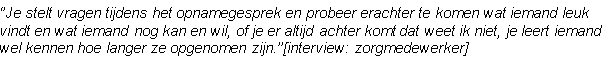 "Je stelt vragen tijdens het opnamegesprek en probeer erachter te komen wat iemand leuk
vindt en wat iemand nog kan en wil, of je er altijd achter komt dat weet ik niet, je leert iemand
wel kennen hoe langer ze opgenomen zijn."[interview: zorgmedewerker]